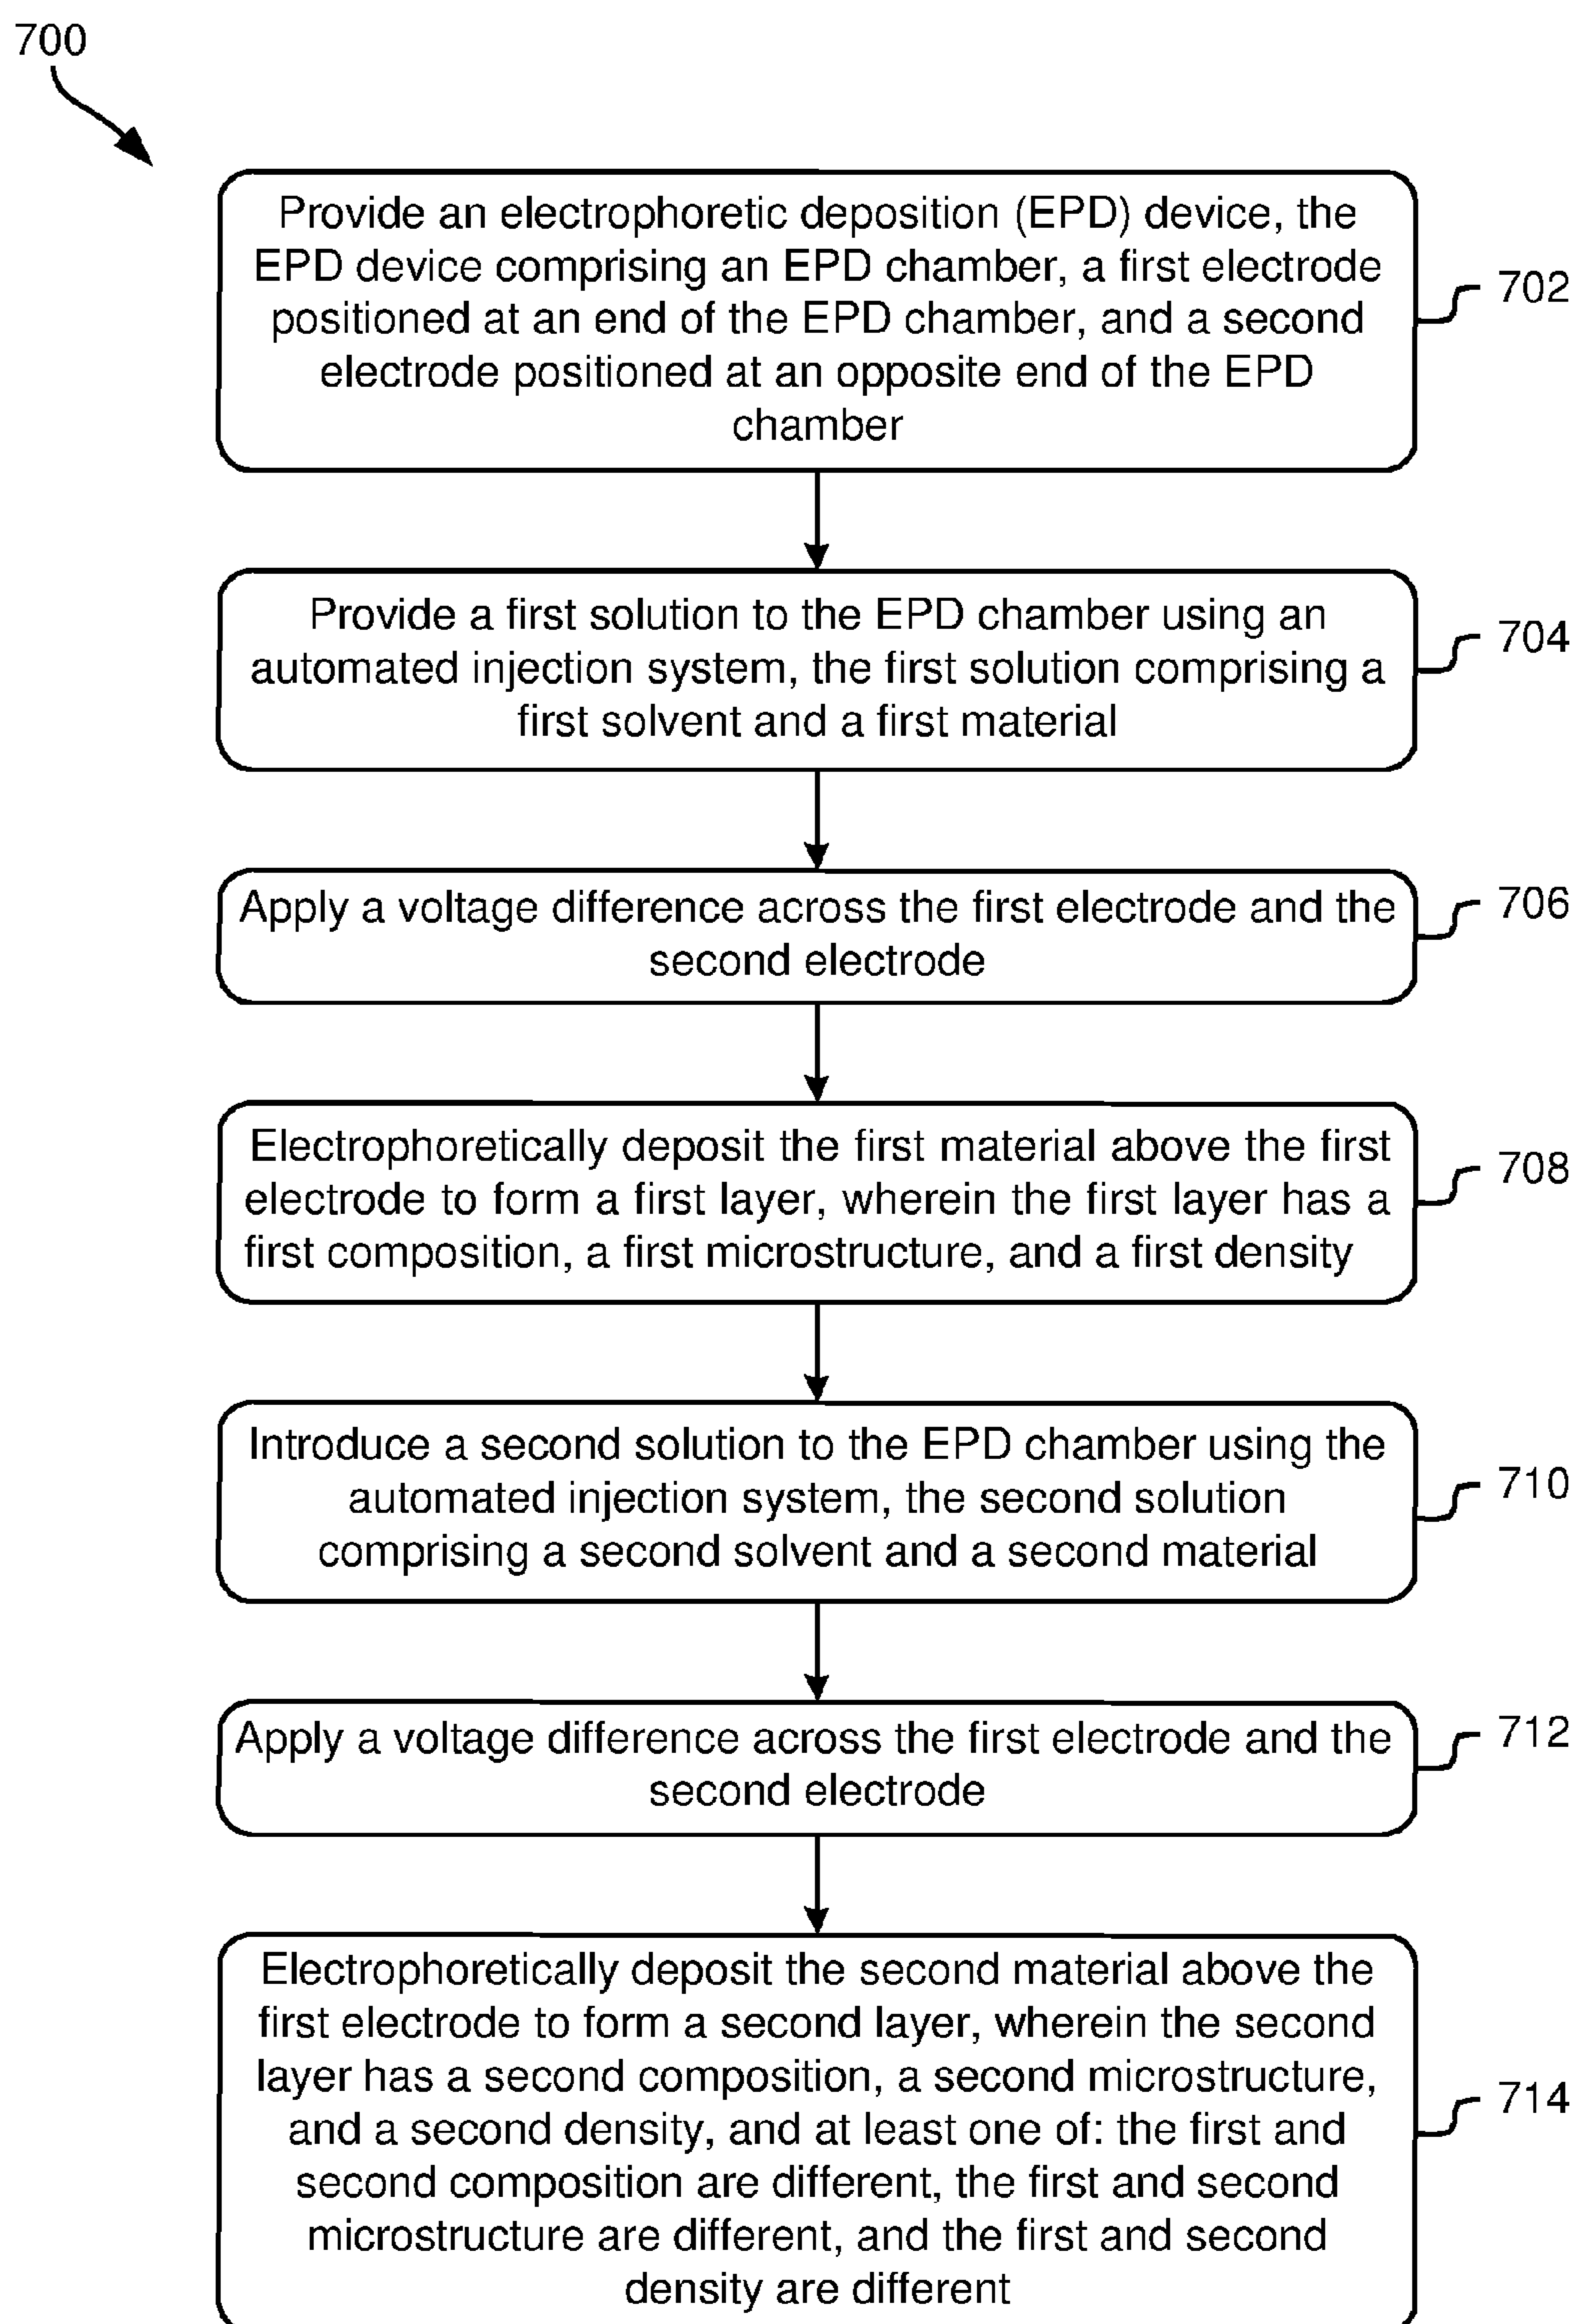 700
Provide an electrophoretic deposition (EPD) device, the
EPD device comprising an EPD chamber, a first electrode
positioned at an end of the EPD chamber, and a second
electrode positioned at an opposite end of the EPD
chamber
702
Provide a first solution to the EPD chamber using an
automated injection system, the first solution comprising a
first solvent and a first material
704
Apply a voltage difference across the first electrode and the
second electrode
706
Electrophoretically deposit the first material above the first
electrode to form a first layer, wherein the first layer has a
first composition, a first microstructure, and a first density
708
Introduce a second solution to the EPD chamber using the
automated injection system, the second solution
comprising a second solvent and a second material
710
Apply a voltage difference across the first electrode and the
second electrode
712
Electrophoretically deposit the second material above the
first electrode to form a second layer, wherein the second
layer has a second composition, a second microstructure,
and a second density, and at least one of: the first and
second composition are different, the first and second
microstructure are different, and the first and second
density are different
714